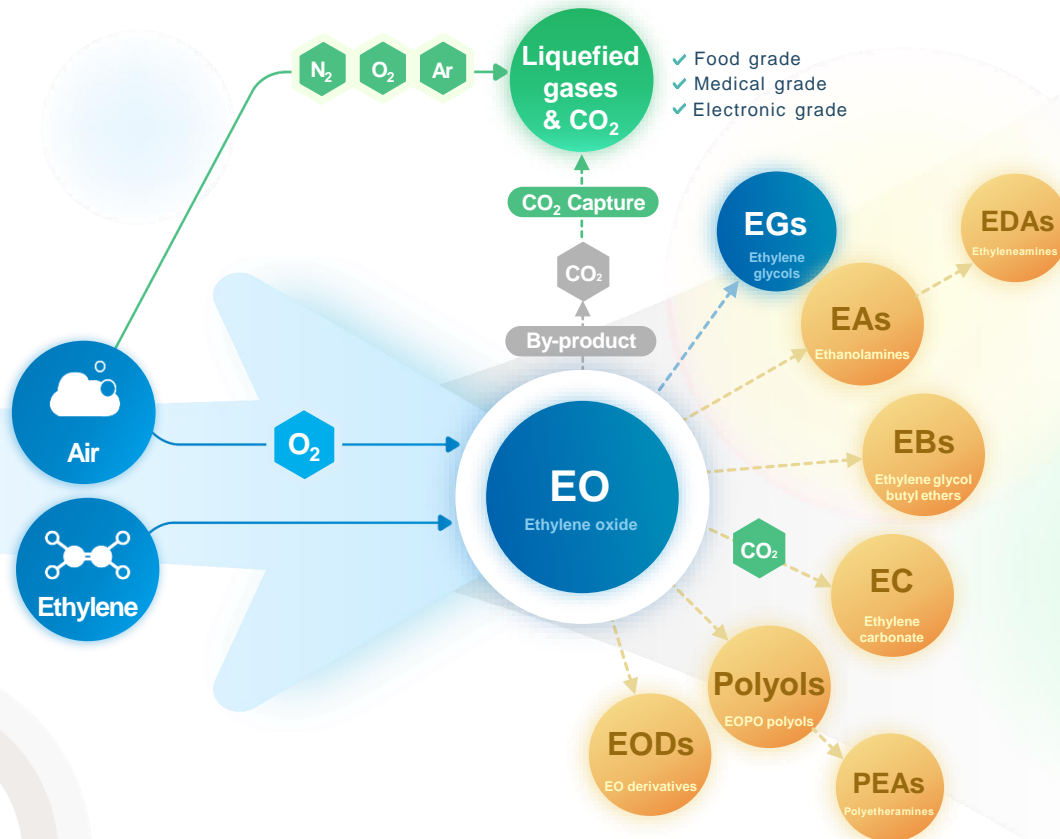 N₂
O₂
Ar
Liquefied
gases
& CO₂
✓ Food grade
✓ Medical grade
✓ Electronic grade
CO₂ Capture
CO₂
By-product
EGs
Ethylene
glycols
EDAs
Ethyleneamines
EAs
Ethanolamines
Air
O₂
EO
Ethylene oxide
EBs
Ethylene glycol
butyl ethers
Ethylene
CO₂
EC
Ethylene
carbonate
Polyols
EOPO polyols
EODs
EO derivatives
PEAs
Polyetheramines